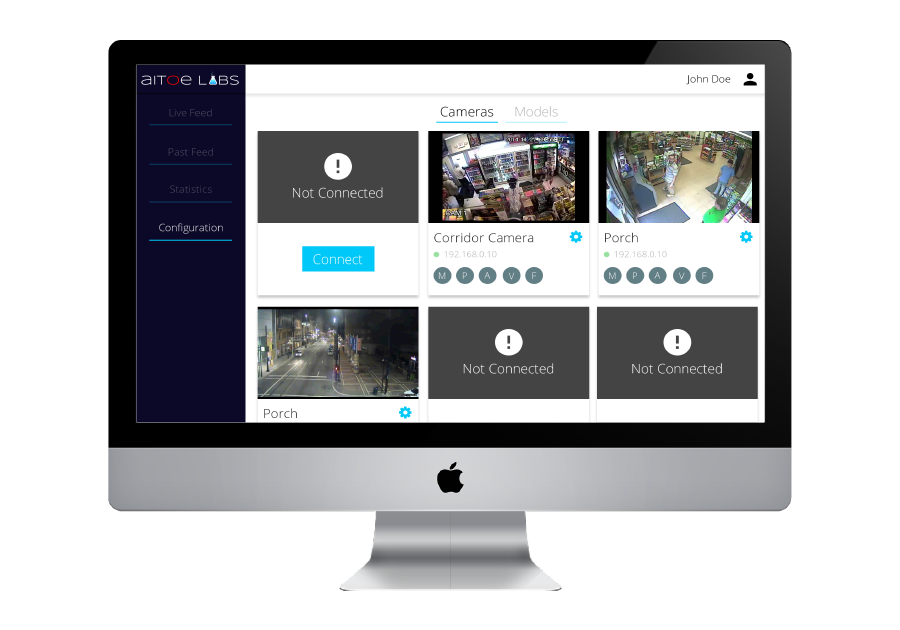 AITOE LABS
John Doe
Live Feed
Past Feed
Statistics
Configuration
Cameras
Models
Not Connected
Connect
Corridor Camera
192.168.0.10
M P A V F
Porch
192.168.0.10
M P A V F
Porch
Not Connected
Not Connected